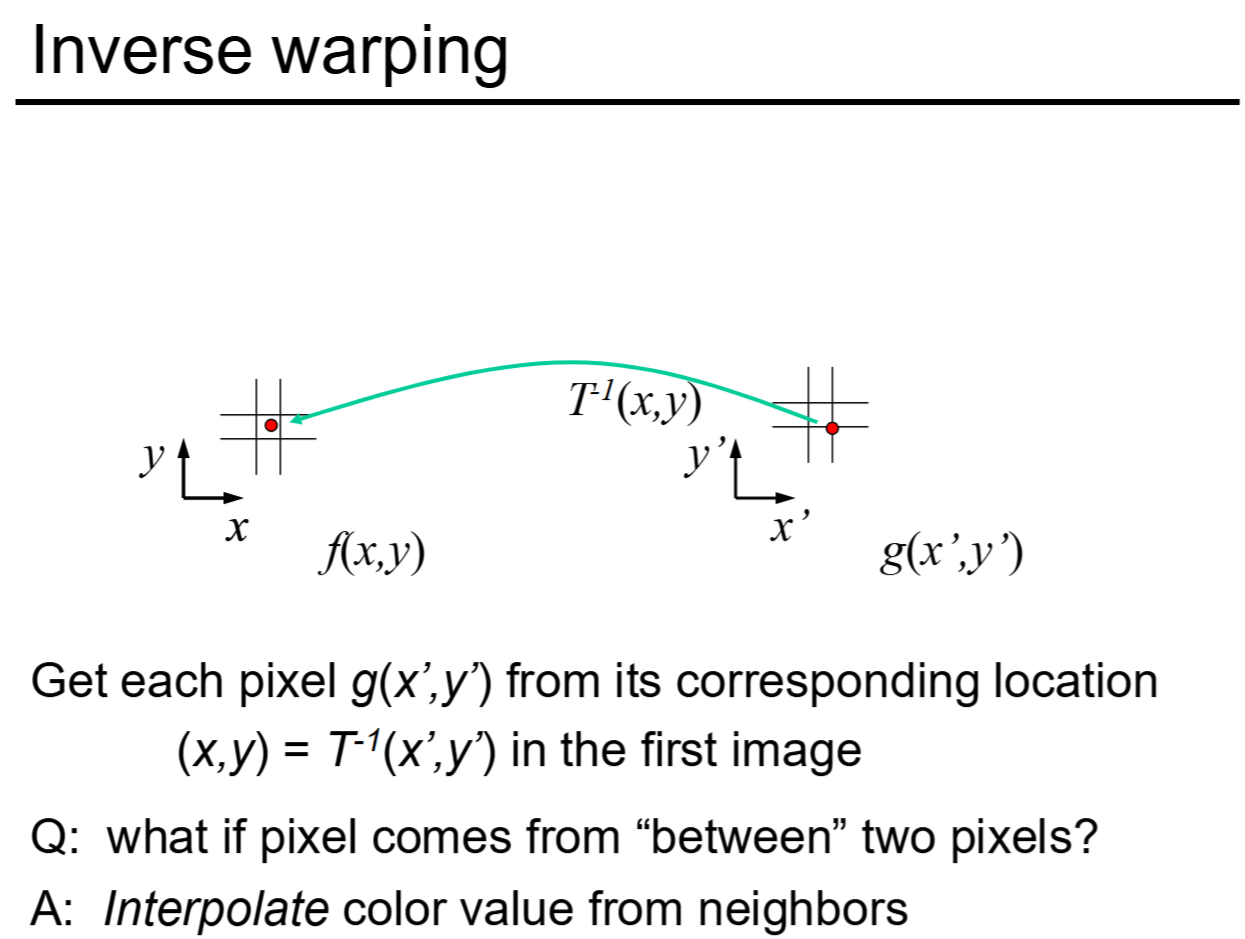 Inverse warping
T⁻¹(x,y)
y
y’
x
x’
f(x,y)
g(x’,y’)
Get each pixel g(x’,y’) from its corresponding location
(x,y) = T⁻¹(x’,y’) in the first image
Q: what if pixel comes from “between” two pixels?
A: Interpolate color value from neighbors